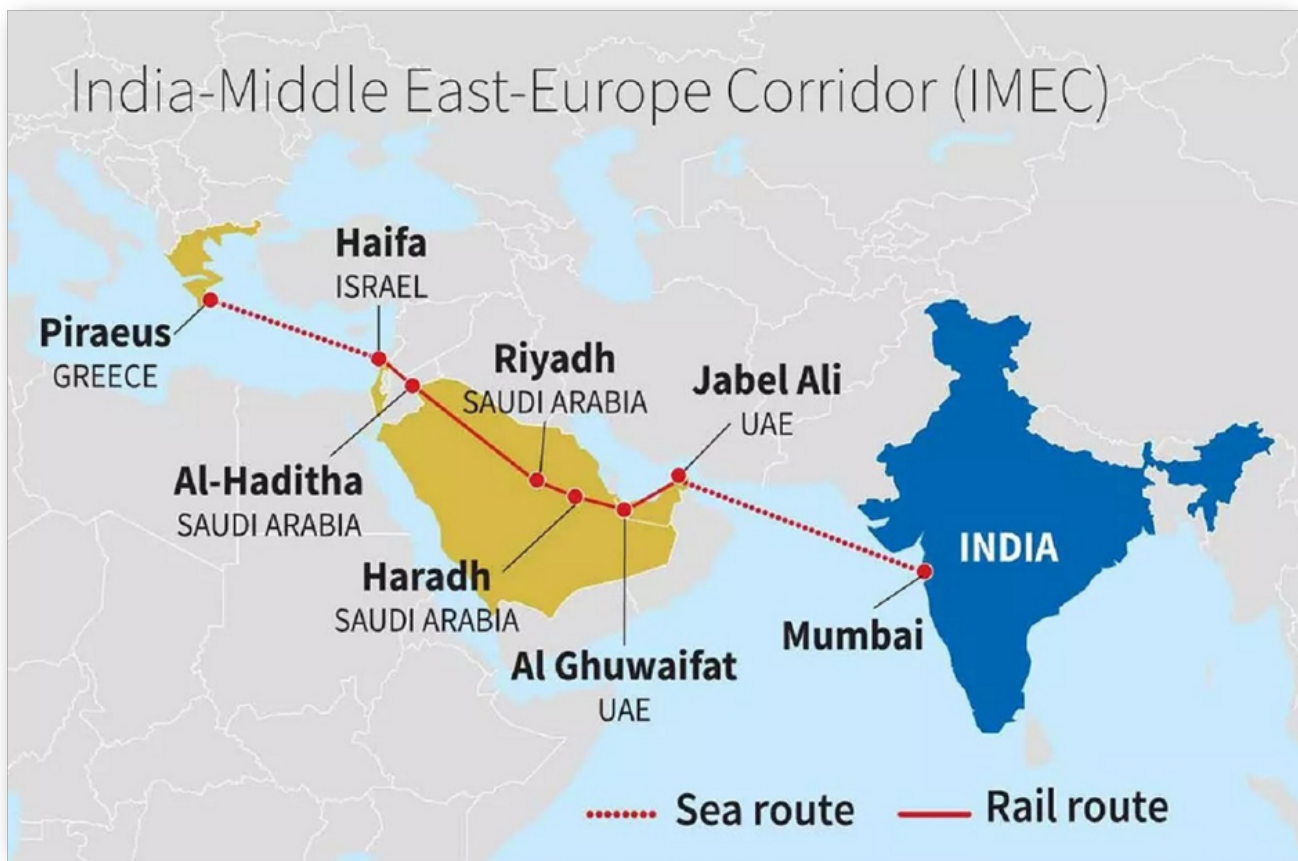 India-Middle East-Europe Corridor (IMEC)
Haifa
ISRAEL
Piraeus
GREECE
Riyadh
SAUDI ARABIA
Jabel Ali
UAE
Al-Haditha
SAUDI ARABIA
INDIA
Haradh
SAUDI ARABIA
Mumbai
Al Ghuwaifat
UAE
Sea route
Rail route